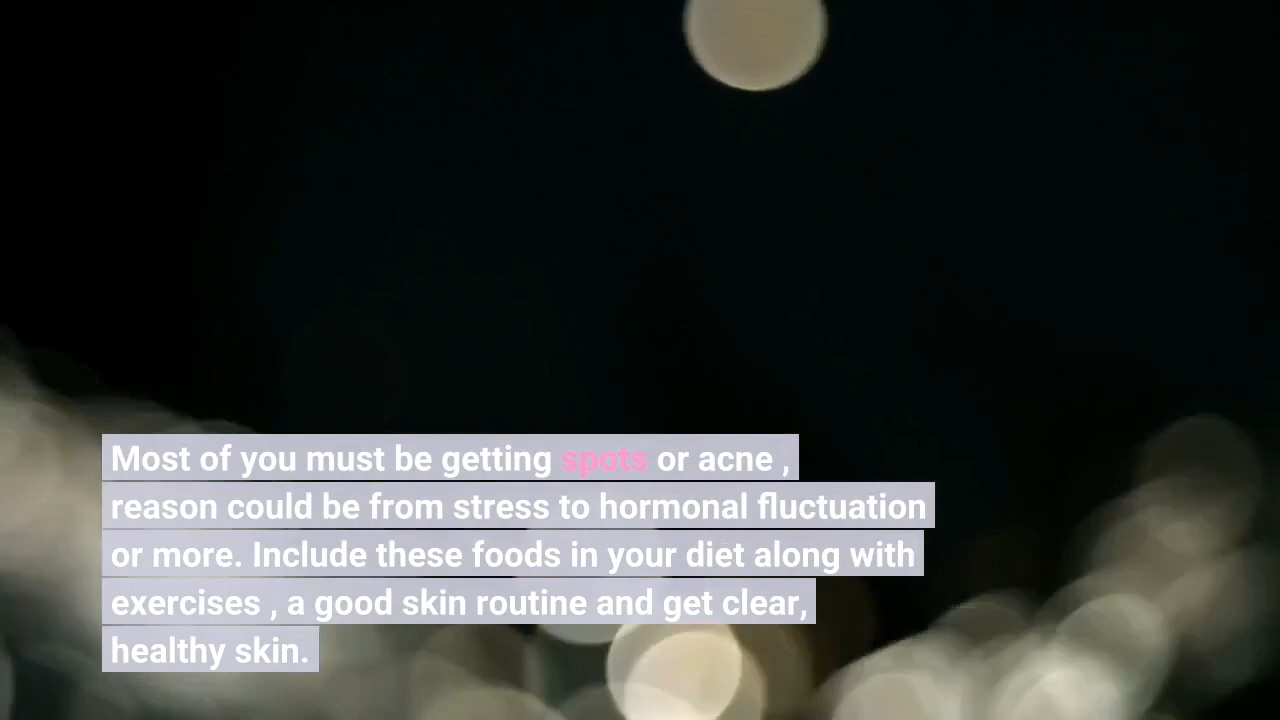 Most of you must be getting spots or acne ,
reason could be from stress to hormonal fluctuation
or more. Include these foods in your diet along with
exercises , a good skin routine and get clear,
healthy skin.